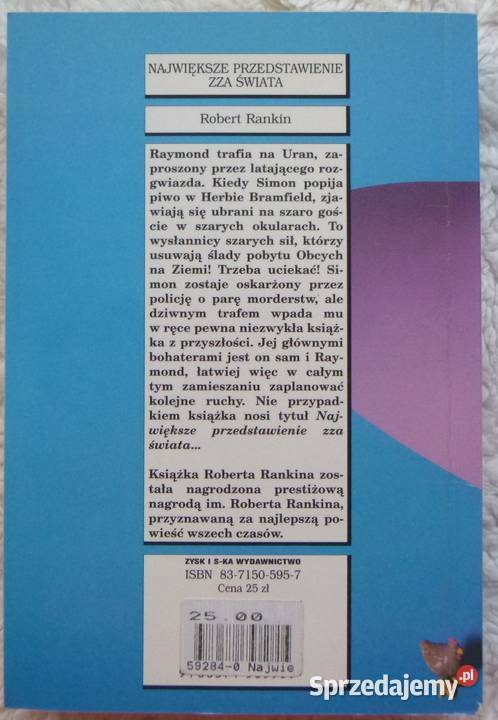 NAJWIĘKSZE PRZEDSTAWIENIE
ZZA ŚWIATA
Robert Rankin
Raymond trafia na Uran, za-
proszony przez latającego roz-
gwiazda. Kiedy Simon popija
piwo w Herbie Bramfield, zja-
wiają się ubrani na szaro goś-
cie w szarych okularach. To
wysłannicy szarych sił, którzy
usuwają ślady pobytu Obcych
na Ziemi! Trzeba uciekać! Si-
mon zostaje oskarżony przez
policję o parę morderstw, ale
dziwnym trafem wpada mu
w ręce pewna niezwykła książ-
ka z przyszłości. Jej głównymi
bohaterami jest on sam i Ray-
mond, łatwiej więc w całym
tym zamieszaniu zaplanować
kolejne ruchy. Nie przypad-
kiem książka nosi tytuł Naj-
większe przedstawienie zza
świata...
Książka Roberta Rankina zos-
tała nagrodzona prestiżową
nagrodą im. Roberta Rankina,
przyznawaną za najlepszą po-
wieść wszech czasów.
ZYSK I S-KA WYDAWNICTWO
ISBN 83-7150-595-7
Cena 25 zł
25.00
59284-0 Najwie
Sprzedajemy.pl